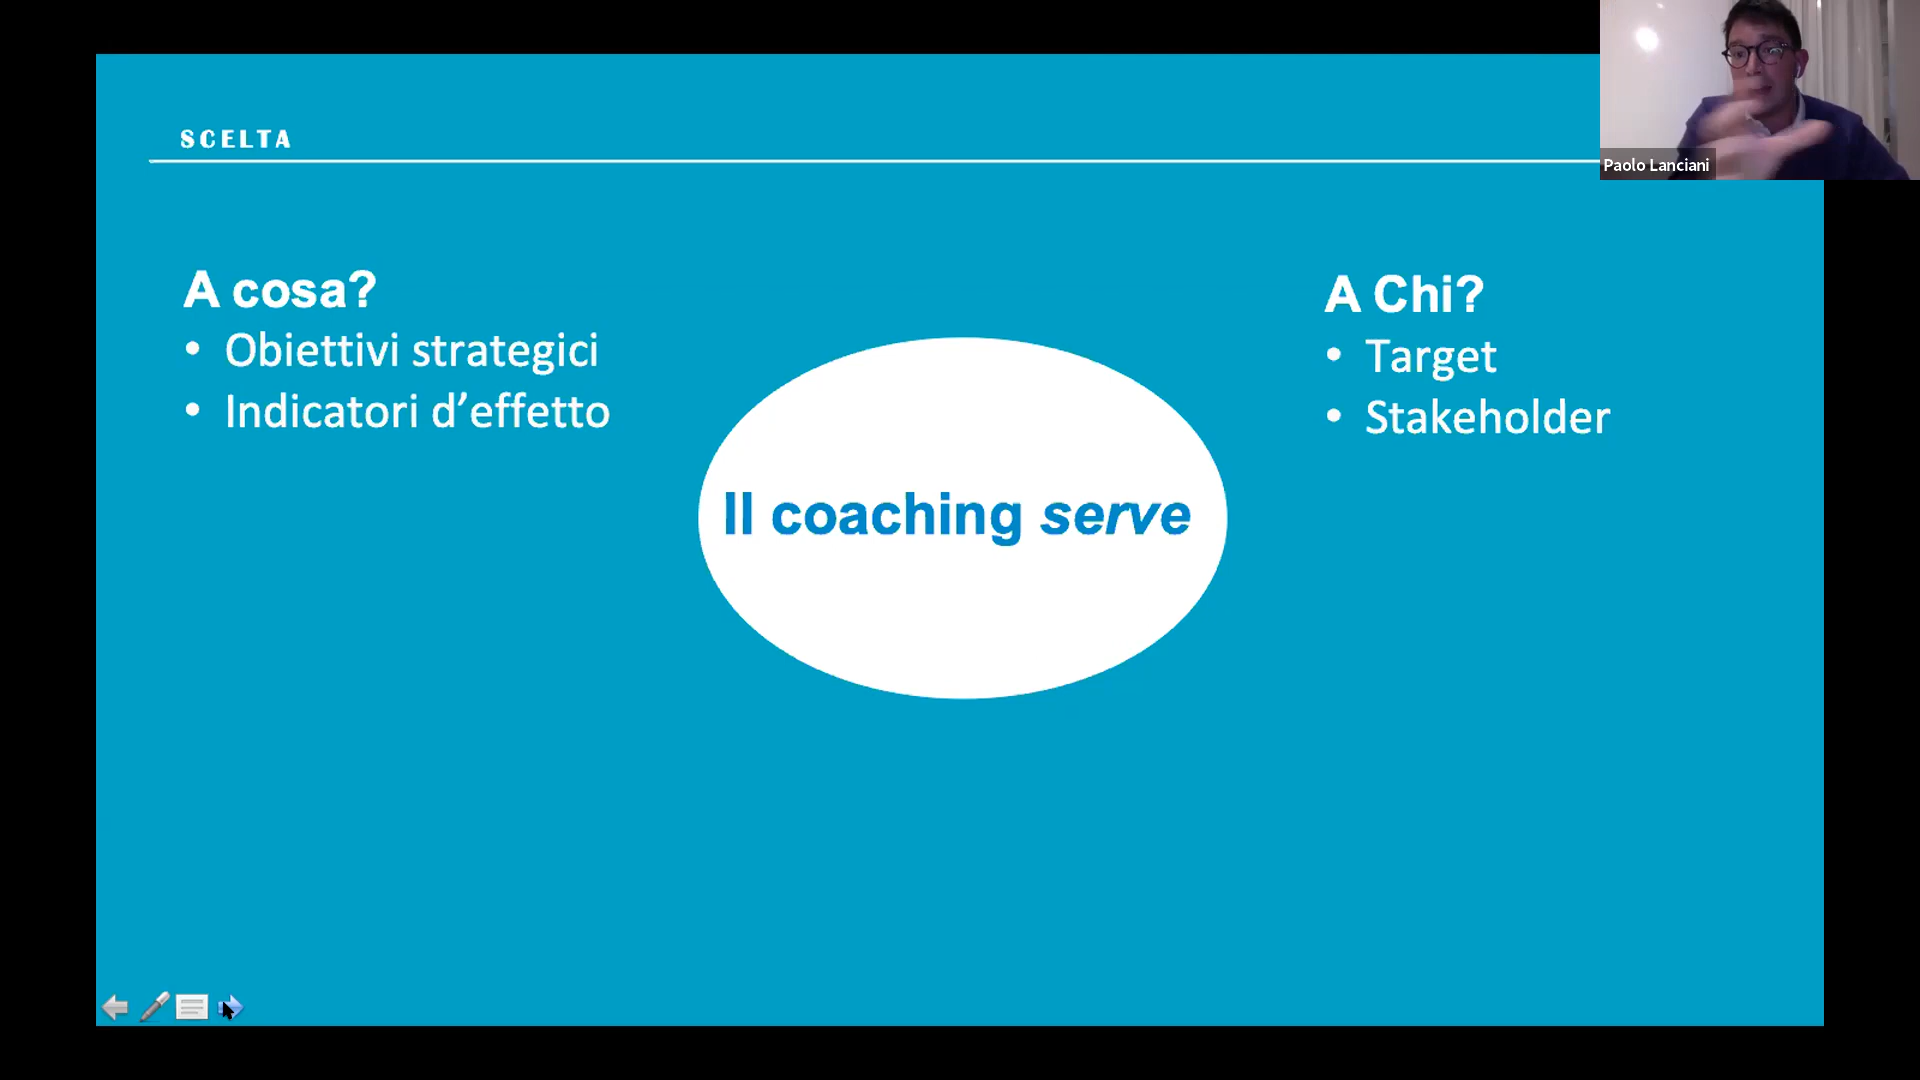 SCELTA
Paolo Lanciani
A cosa?
• Obiettivi strategici
• Indicatori d’effetto
A Chi?
• Target
• Stakeholder
Il coaching serve